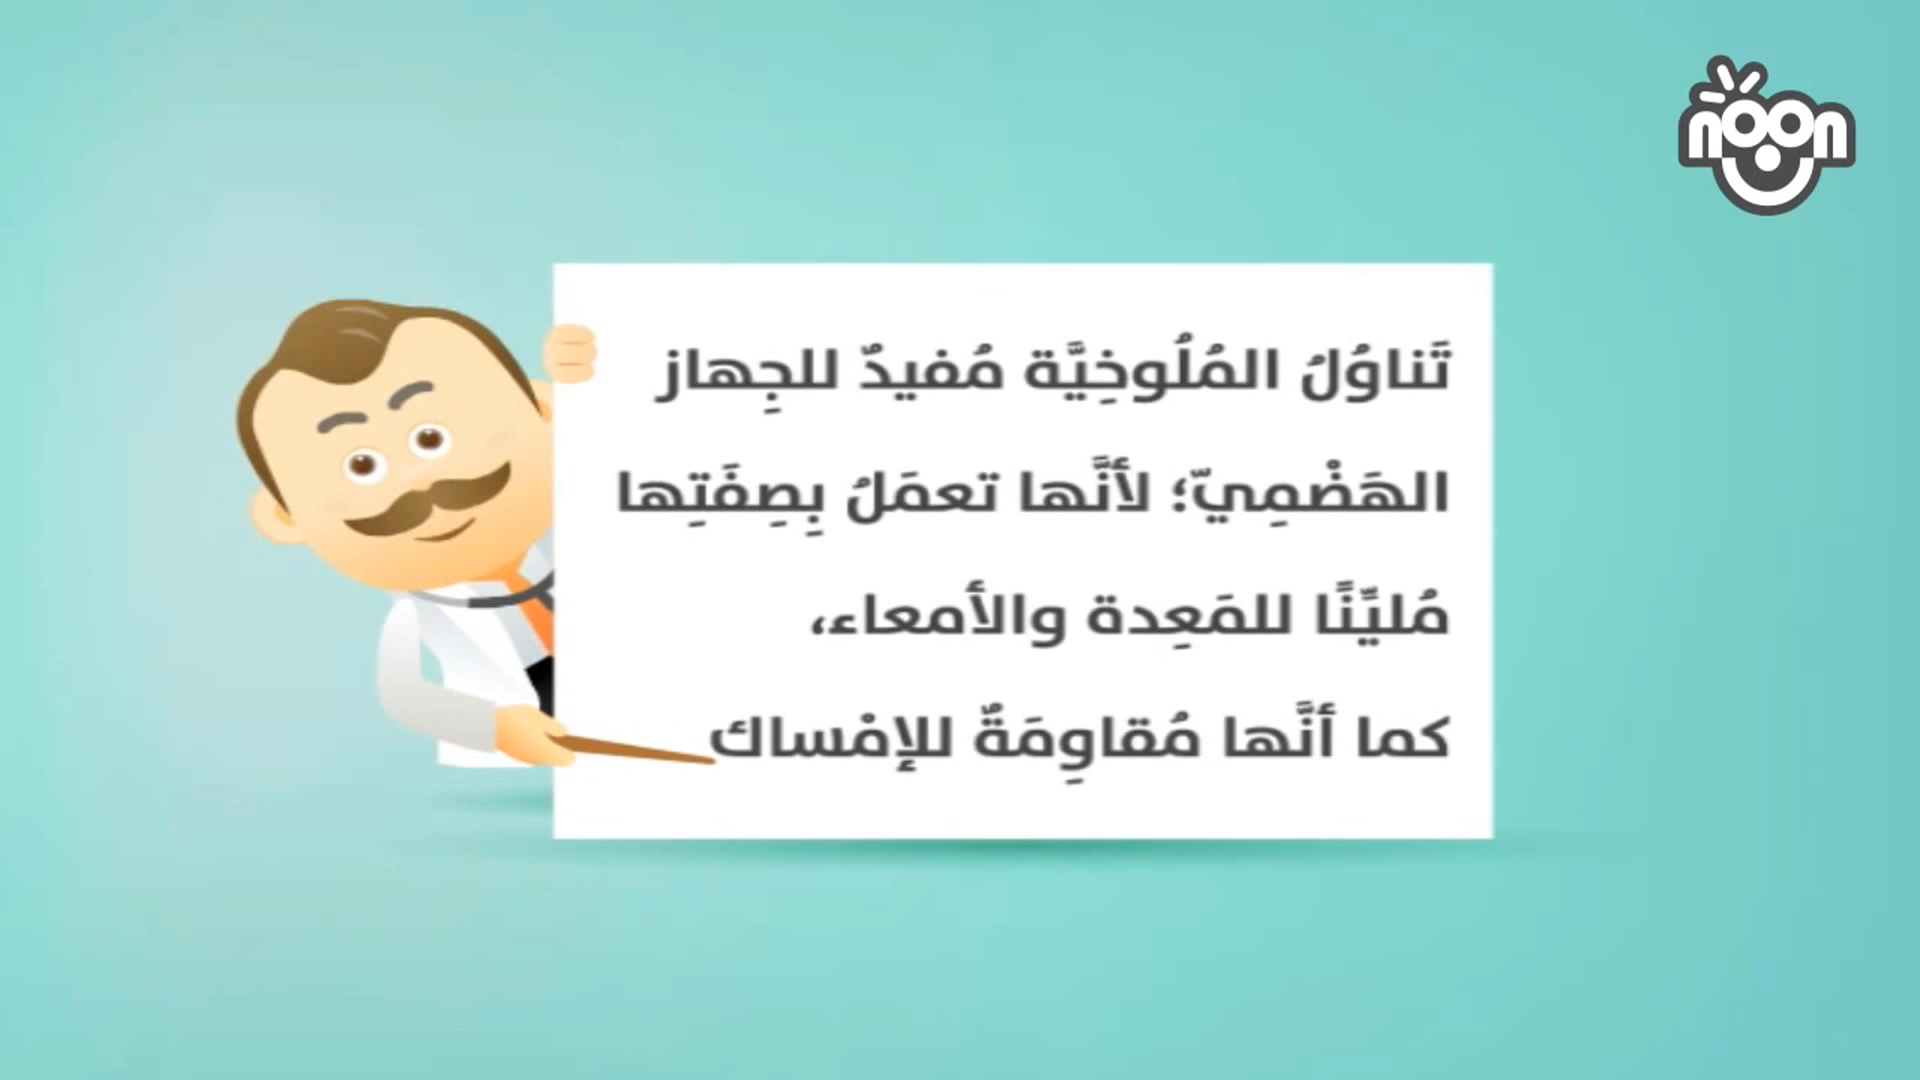 noon
تَناوُلُ المُلُوخِيَّة مُفيدٌ للجِهاز
الهَضْمِيّ؛ لأنَّها تعمَلُ بِصِفَتِها
مُليِّنًا للمَعِدة والأمعاء،
كما أنَّها مُقاوِمَةٌ للإمْساك